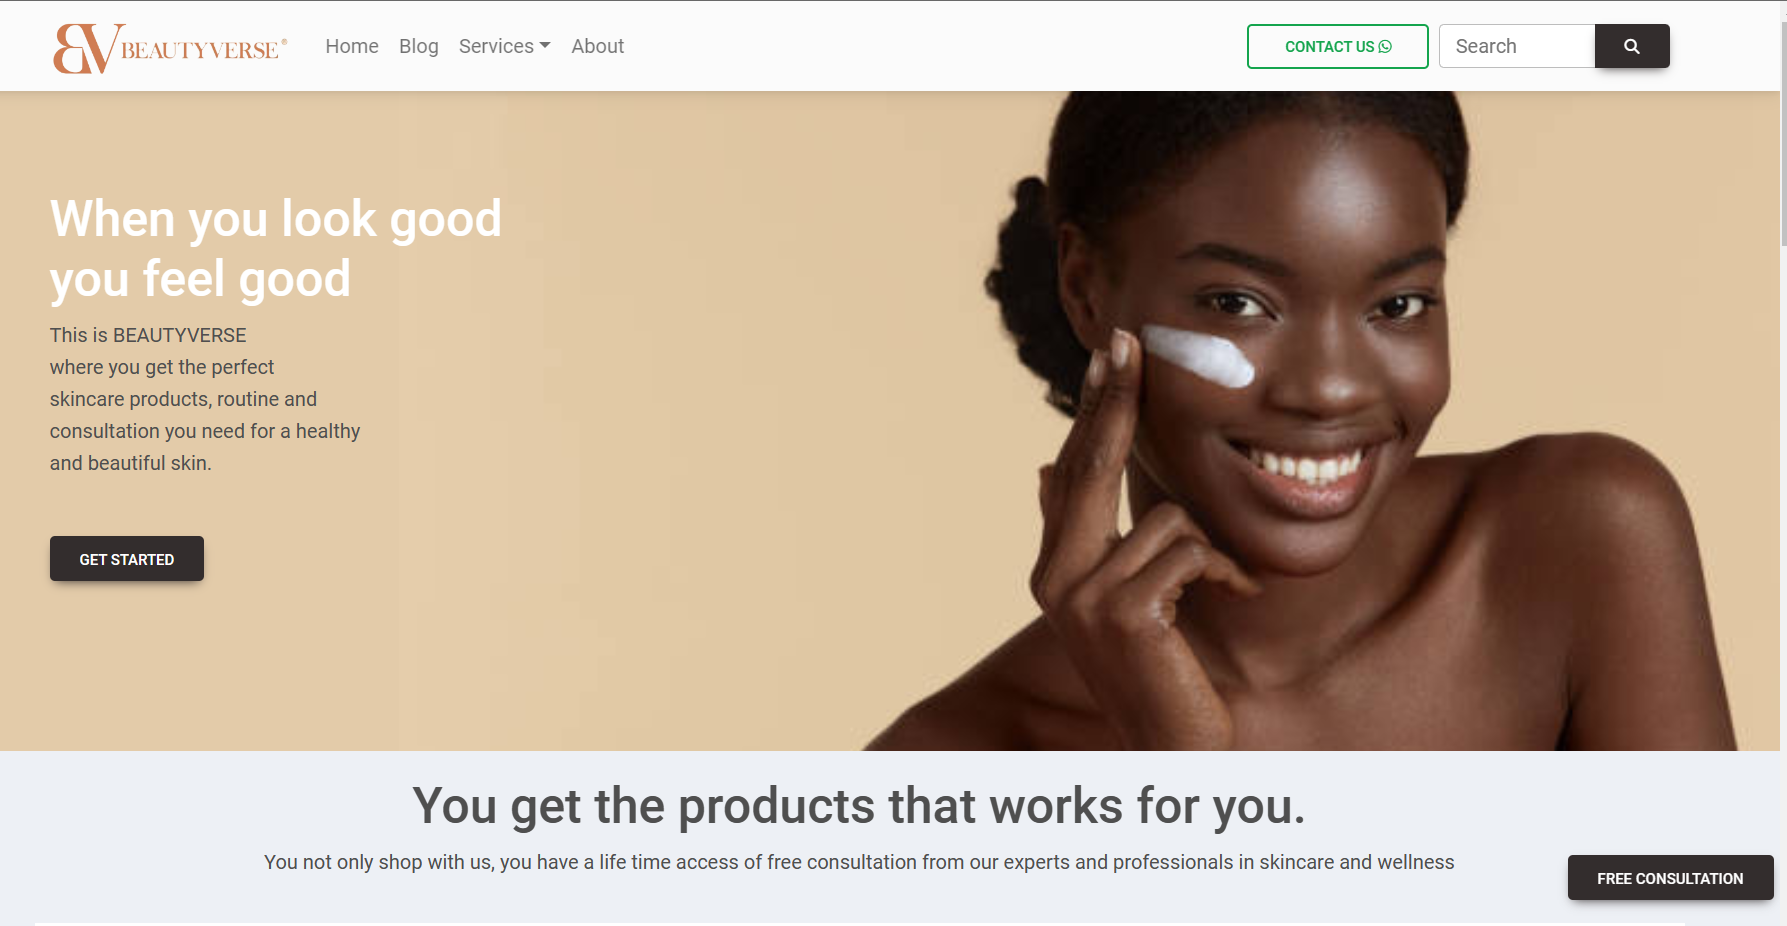 BV BEAUTYVERSE®
Home Blog Services About
CONTACT US
Search
When you look good
you feel good
This is BEAUTYVERSE
where you get the perfect
skincare products, routine and
consultation you need for a healthy
and beautiful skin.
GET STARTED
You get the products that works for you.
You not only shop with us, you have a life time access of free consultation from our experts and professionals in skincare and wellness
FREE CONSULTATION